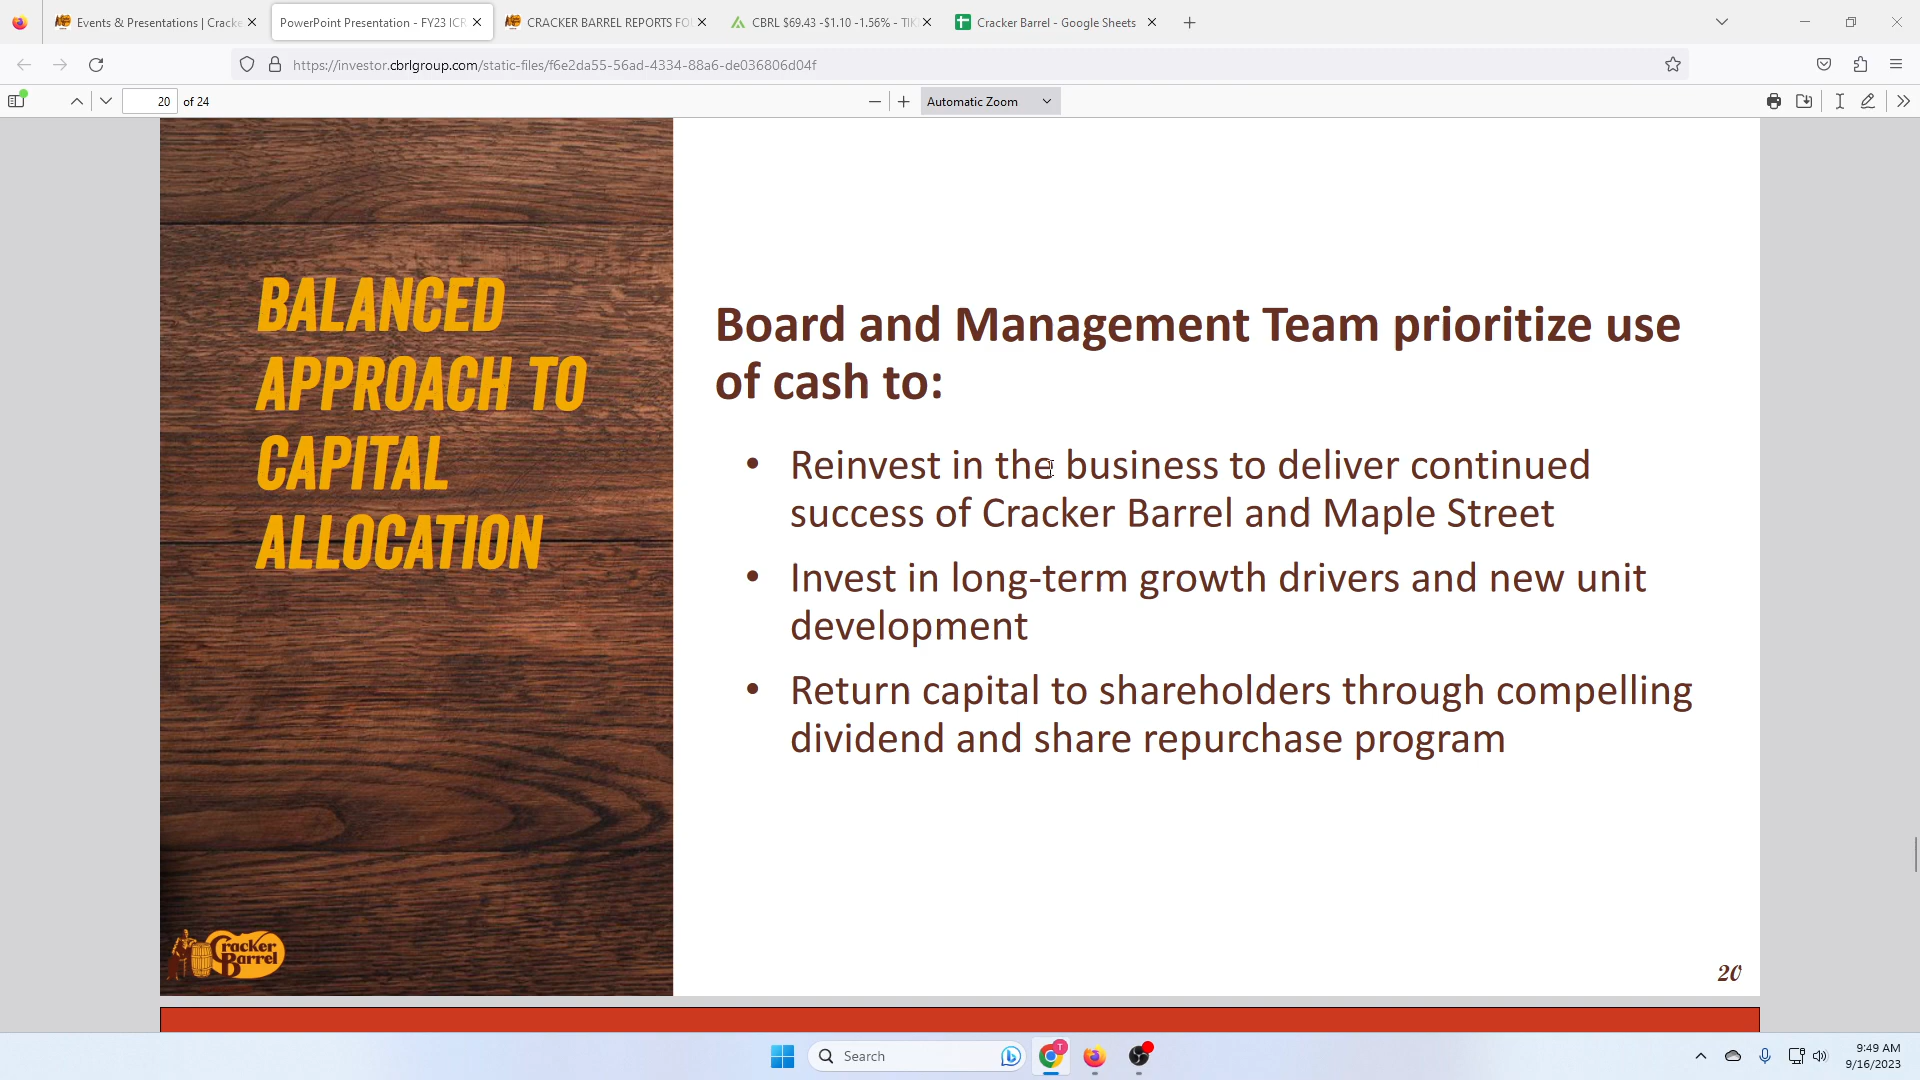 Events & Presentations | Cracke
PowerPoint Presentation - FY23 ICR
CRACKER BARREL REPORTS FO
CBRL $69.43 -$1.10 -1.56% - TIK
Cracker Barrel - Google Sheets
https://investor.cbrlgroup.com/static-files/f6e2da55-56ad-4334-88a6-de036806d04f
20 of 24
Automatic Zoom
BALANCED
APPROACH TO
CAPITAL
ALLOCATION
Board and Management Team prioritize use
of cash to:
• Reinvest in the business to deliver continued
success of Cracker Barrel and Maple Street
• Invest in long-term growth drivers and new unit
development
• Return capital to shareholders through compelling
dividend and share repurchase program
Cracker
Barrel
20
Search
T
9:49 AM
9/16/2023